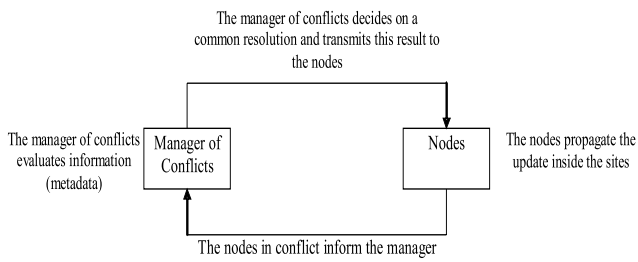 The manager of conflicts decides on a
common resolution and transmits this result to
the nodes
The manager of conflicts
evaluates information
(metadata)
Manager of
Conflicts
Nodes
The nodes propagate the
update inside the sites
The nodes in conflict inform the manager